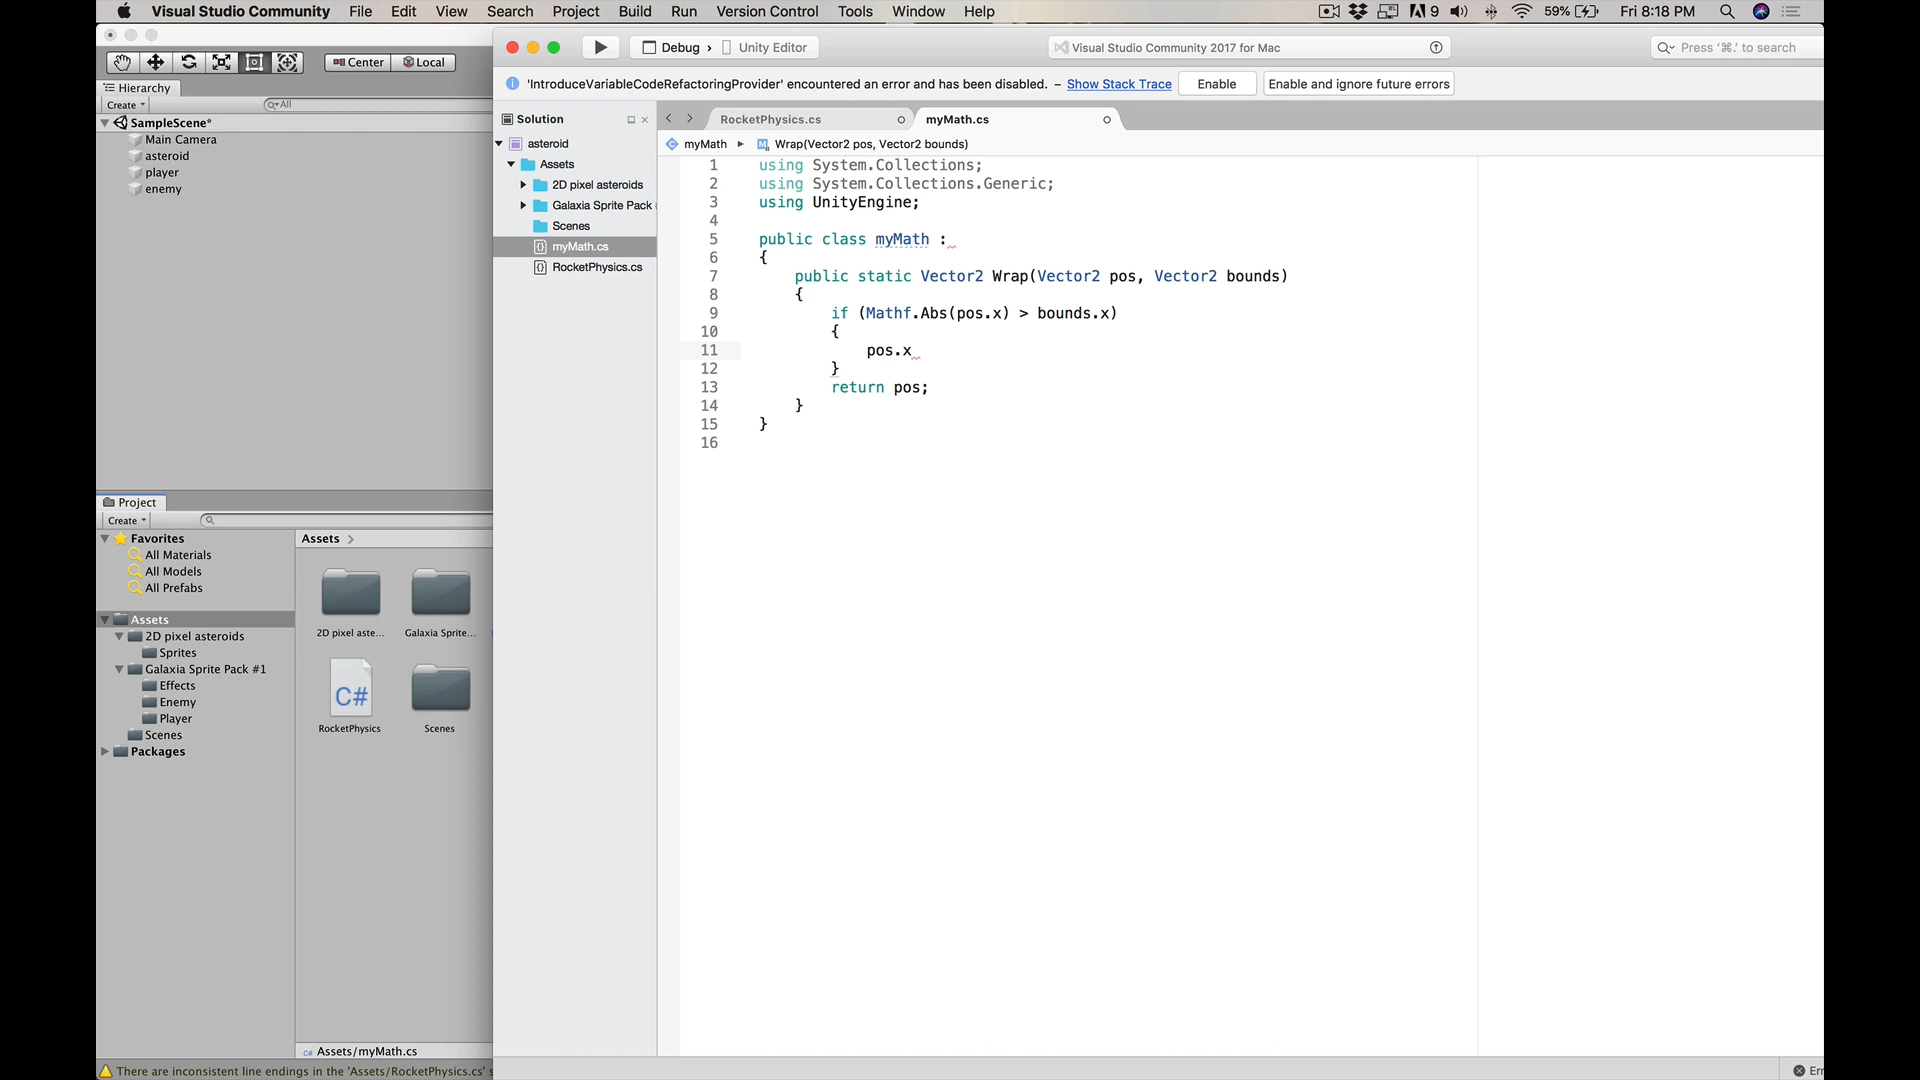 Visual Studio Community File Edit View Search Project Build Run Version Control Tools Window Help 9 59% Fri 8:18 PM
Debug › Unity Editor Visual Studio Community 2017 for Mac Press ‘⌘.’ to search
Center Local
'IntroduceVariableCodeRefactoringProvider' encountered an error and has been disabled. – Show Stack Trace Enable Enable and ignore future errors
Hierarchy
Create All
SampleScene*
Main Camera
asteroid
player
enemy
Solution
asteroid
Assets
2D pixel asteroids
Galaxia Sprite Pack
Scenes
myMath.cs
RocketPhysics.cs
RocketPhysics.cs myMath.cs
myMath ▸ Wrap(Vector2 pos, Vector2 bounds)
1 using System.Collections;
2 using System.Collections.Generic;
3 using UnityEngine;
4
5 public class myMath :
6 {
7 public static Vector2 Wrap(Vector2 pos, Vector2 bounds)
8 {
9 if (Mathf.Abs(pos.x) > bounds.x)
10 {
11 pos.x
12 }
13 return pos;
14 }
15 }
16
Project
Create
Favorites
All Materials
All Models
All Prefabs
Assets
2D pixel asteroids
Sprites
Galaxia Sprite Pack #1
Effects
Enemy
Player
Scenes
Packages
Assets
2D pixel aste... Galaxia Sprite...
C#
RocketPhysics Scenes
C# Assets/myMath.cs
There are inconsistent line endings in the 'Assets/RocketPhysics.cs' s
Err